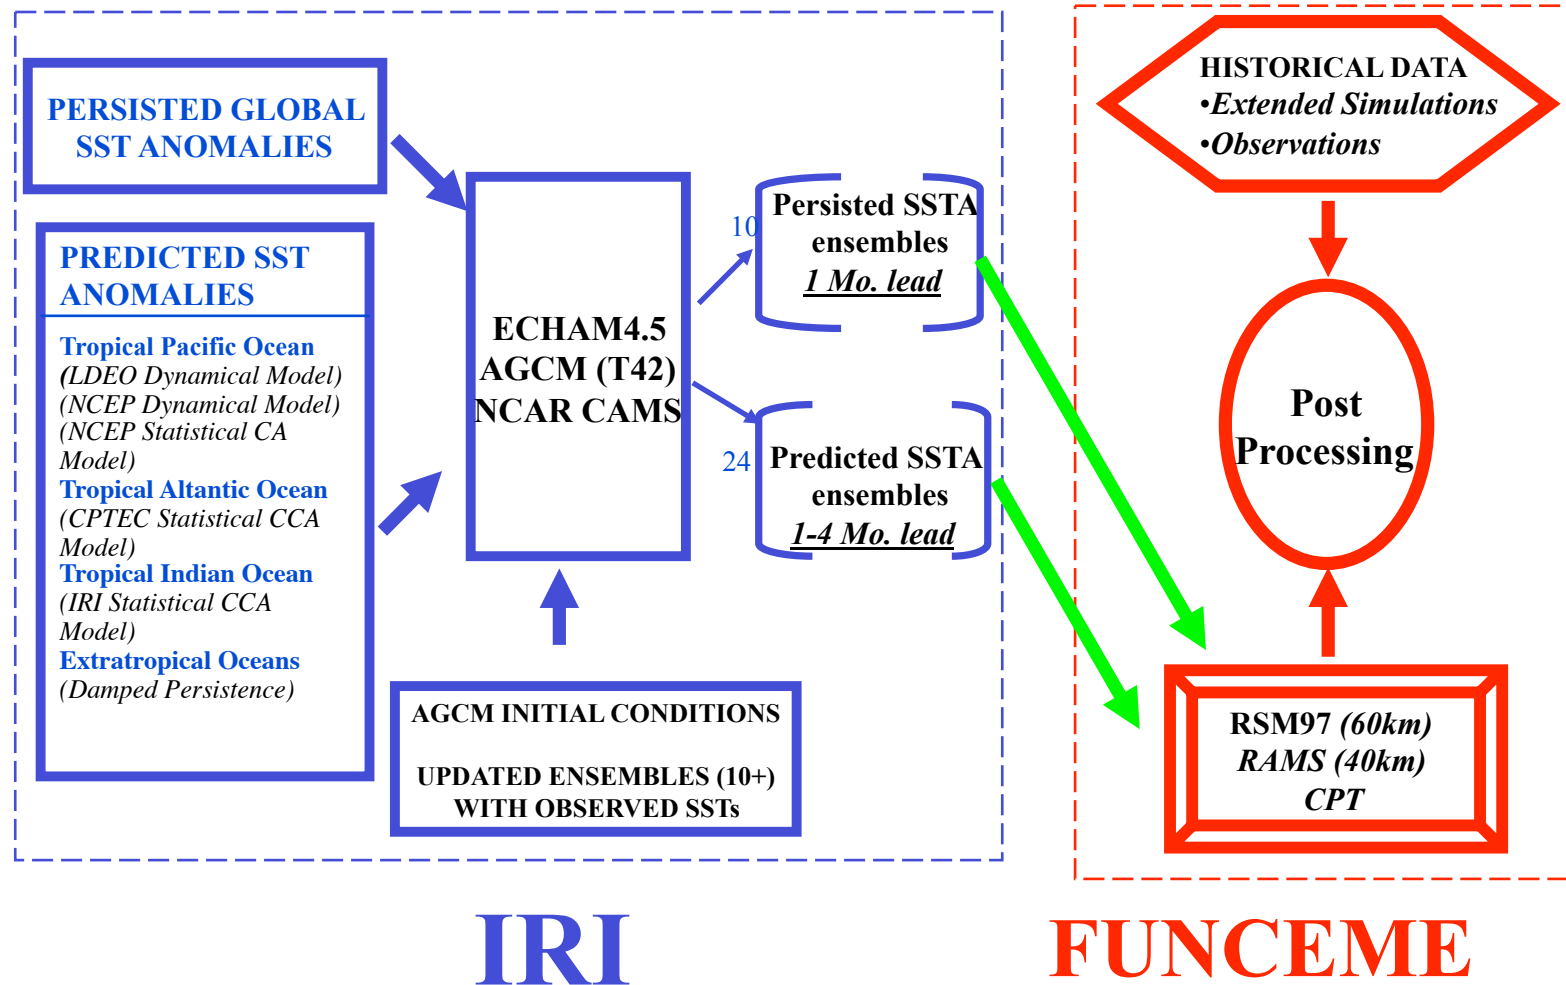 PERSISTED GLOBAL
SST ANOMALIES
PREDICTED SST
ANOMALIES
Tropical Pacific Ocean
(LDEO Dynamical Model)
(NCEP Dynamical Model)
(NCEP Statistical CA
Model)
Tropical Altantic Ocean
(CPTEC Statistical CCA
Model)
Tropical Indian Ocean
(IRI Statistical CCA
Model)
Extratropical Oceans
(Damped Persistence)
ECHAM4.5
AGCM (T42)
NCAR CAMS
AGCM INITIAL CONDITIONS
UPDATED ENSEMBLES (10+)
WITH OBSERVED SSTs
10
Persisted SSTA
ensembles
1 Mo. lead
24
Predicted SSTA
ensembles
1-4 Mo. lead
IRI
HISTORICAL DATA
•Extended Simulations
•Observations
Post
Processing
RSM97 (60km)
RAMS (40km)
CPT
FUNCEME